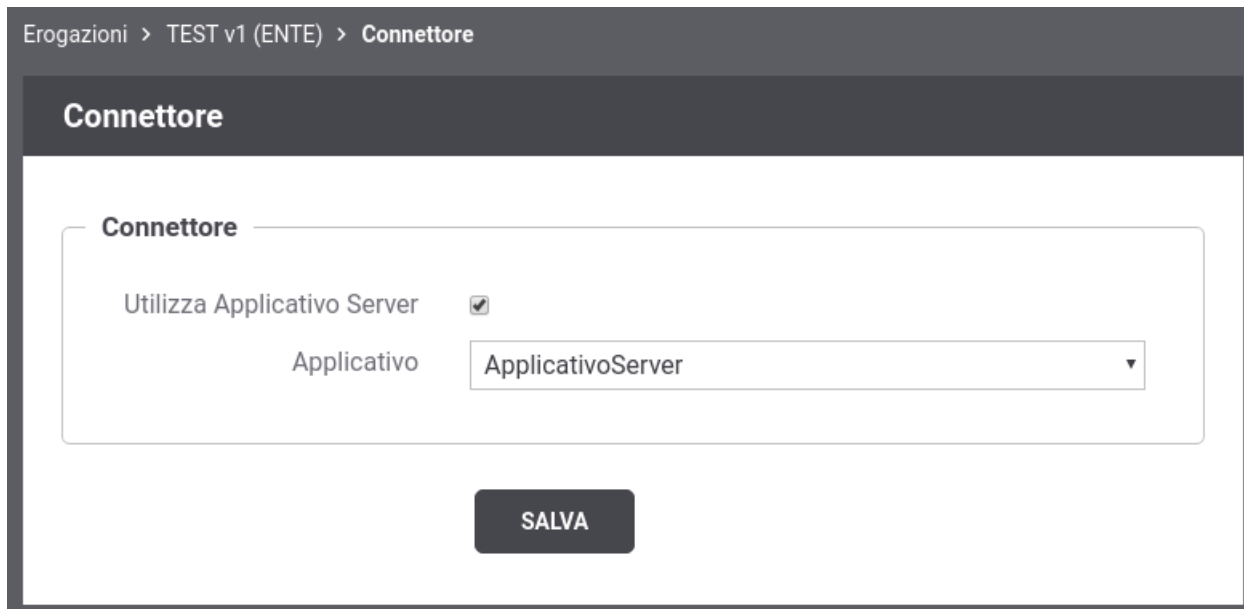 Erogazioni > TEST v1 (ENTE) > Connettore
Connettore
Connettore
Utilizza Applicativo Server
Applicativo ApplicativoServer
SALVA